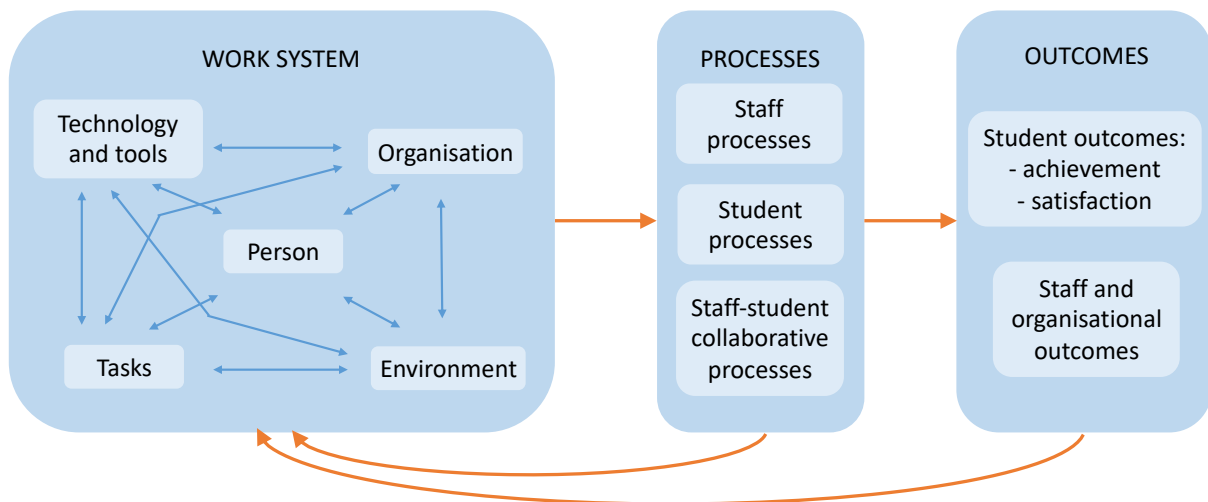 WORK SYSTEM
Technology
and tools
Organisation
Person
Tasks
Environment
PROCESSES
Staff
processes
Student
processes
Staff-student
collaborative
processes
OUTCOMES
Student outcomes:
- achievement
- satisfaction
Staff and
organisational
outcomes